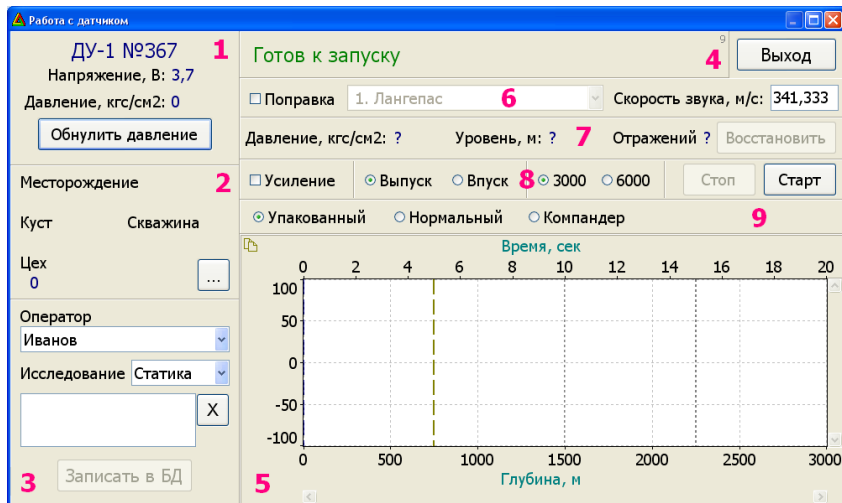 Работа с датчиком
ДУ-1 №367 1
Напряжение, В: 3,7
Давление, кгс/см2: 0
Обнулить давление
Месторождение 2
Куст Скважина
Цех
0 ...
Оператор
Иванов
Исследование Статика
X
3 Записать в БД
Готов к запуску 9 4 Выход
Поправка 1. Лангепас 6 Скорость звука, м/с: 341,333
Давление, кгс/см2: ? Уровень, м: ? 7 Отражений ? Восстановить
Усиление Выпуск Впуск 8 3000 6000 Стоп Старт
Упакованный Нормальный Компандер 9
Время, сек
0 2 4 6 8 10 12 14 16 18 20
100
50
0
-50
-100
0 500 1000 1500 2000 2500 3000
5 Глубина, м